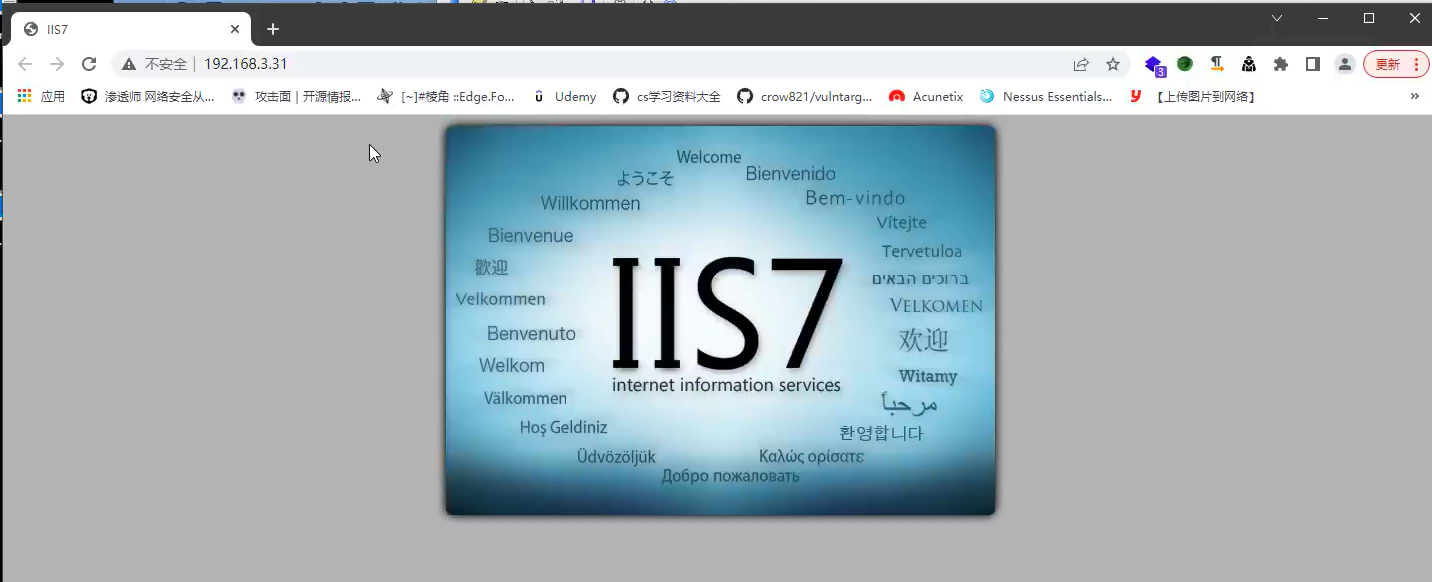 IIS7
不安全 192.168.3.31
更新
3
应用 渗透师 网络安全从... 攻击面 | 开源情报... [~]#棱角 ::Edge.Fo... Udemy cs学习资料大全 crow821/vulntarg... Acunetix Nessus Essentials... 【上传图片到网络】 »
Welcome
ようこそ
Bienvenido
Willkommen
Bem-vindo
Vítejte
Bienvenue
Tervetuloa
歡迎
ברוכים הבאים
Velkommen
VELKOMEN
IIS7
internet information services
Benvenuto
欢迎
Welkom
Witamy
Välkommen
مرحباً
Hoş Geldiniz
환영합니다
Üdvözöljük
Καλώς ορίσατε
Добро пожаловать